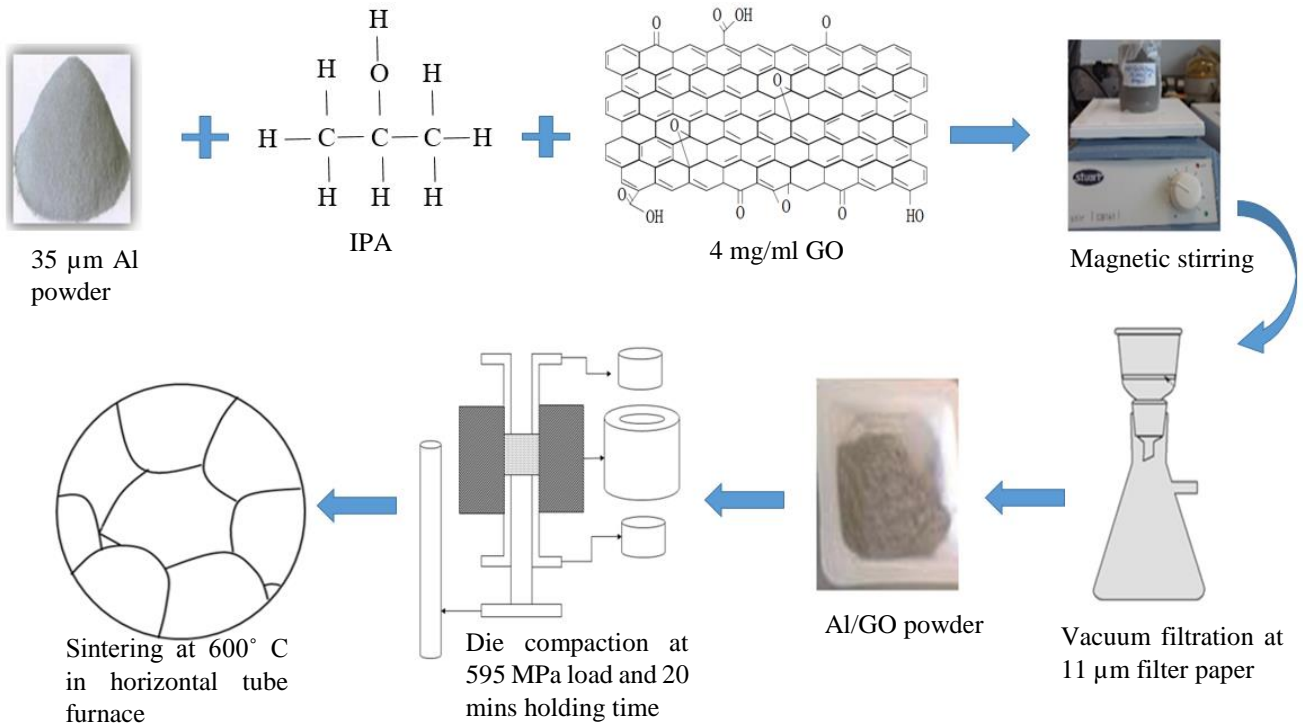 H
O
H
H
H
C
C
C
H
H
H
H
IPA
O
O
OH
O
O
O
O
OH
O
O
O
HO
4 mg/ml GO
stuart
Magnetic stirring
35 µm Al
powder
Sintering at 600˚ C
in horizontal tube
furnace
Die compaction at
595 MPa load and 20
mins holding time
Al/GO powder
Vacuum filtration at
11 µm filter paper